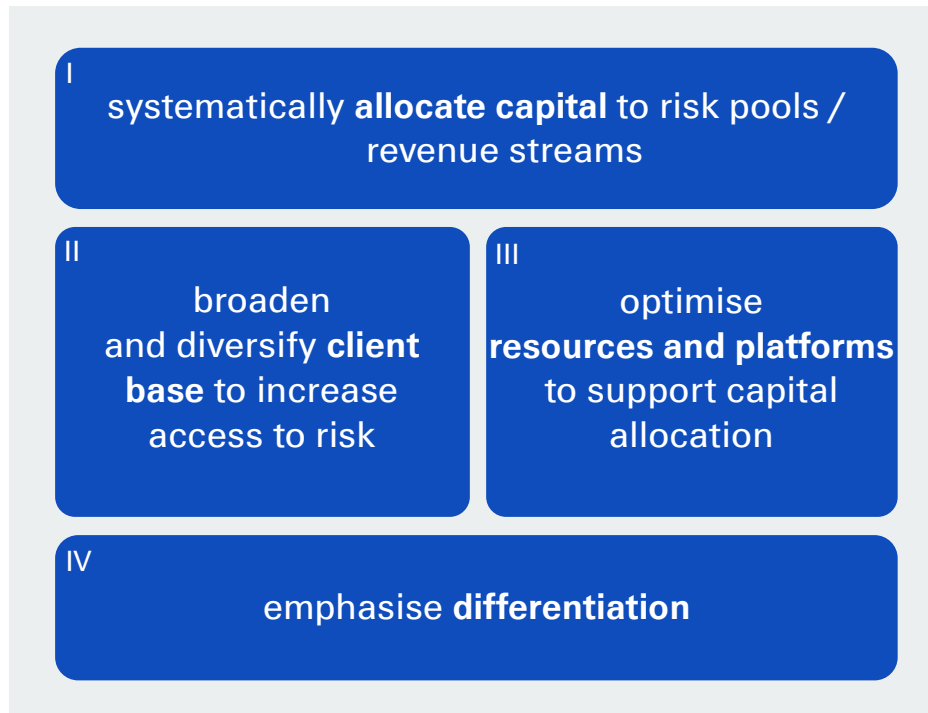 I
systematically allocate capital to risk pools /
revenue streams
II
broaden
and diversify client
base to increase
access to risk
III
optimise
resources and platforms
to support capital
allocation
IV
emphasise differentiation